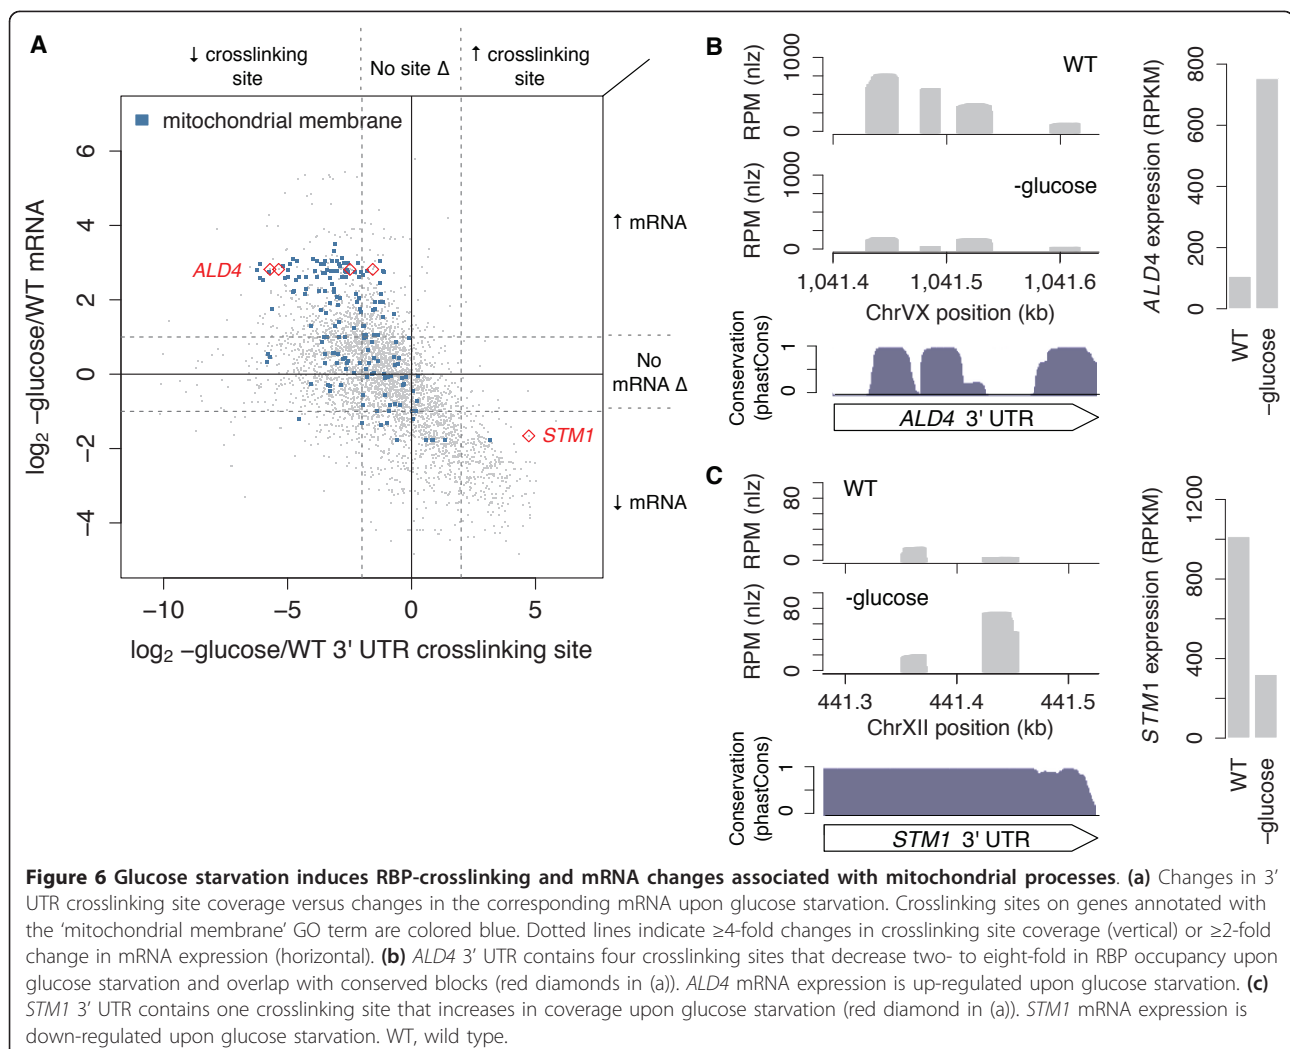 A
↓ crosslinking
site
No site Δ
↑ crosslinking
site
mitochondrial membrane
log2 −glucose/WT mRNA
6
4
2
0
−2
−4
ALD4
STM1
↑ mRNA
No
mRNA Δ
↓ mRNA
−10
−5
0
5
log2 −glucose/WT 3' UTR crosslinking site
B
RPM (nlz)
1000
0
WT
RPM (nlz)
1000
0
-glucose
1,041.4
1,041.5
1,041.6
ChrVX position (kb)
Conservation
(phastCons)
1
0
ALD4 3' UTR
ALD4 expression (RPKM)
800
600
400
200
0
WT
−glucose
C
RPM (nlz)
80
0
WT
RPM (nlz)
80
0
-glucose
441.3
441.4
441.5
ChrXII position (kb)
Conservation
(phastCons)
1
0
STM1 3' UTR
STM1 expression (RPKM)
1200
800
400
0
WT
−glucose
Figure 6 Glucose starvation induces RBP-crosslinking and mRNA changes associated with mitochondrial processes. (a) Changes in 3'
UTR crosslinking site coverage versus changes in the corresponding mRNA upon glucose starvation. Crosslinking sites on genes annotated with
the 'mitochondrial membrane' GO term are colored blue. Dotted lines indicate ≥4-fold changes in crosslinking site coverage (vertical) or ≥2-fold
change in mRNA expression (horizontal). (b) ALD4 3' UTR contains four crosslinking sites that decrease two- to eight-fold in RBP occupancy upon
glucose starvation and overlap with conserved blocks (red diamonds in (a)). ALD4 mRNA expression is up-regulated upon glucose starvation. (c)
STM1 3' UTR contains one crosslinking site that increases in coverage upon glucose starvation (red diamond in (a)). STM1 mRNA expression is
down-regulated upon glucose starvation. WT, wild type.